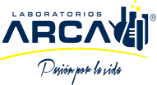 LABORATORIOS
ARCA
®
Pasión por la vida